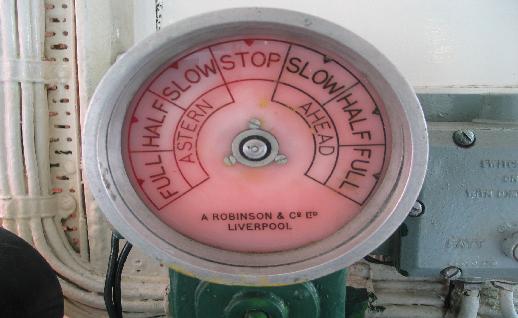 FULL HALF SLOW STOP SLOW HALF FULL
ASTERN AHEAD
A ROBINSON & Co LTD
LIVERPOOL